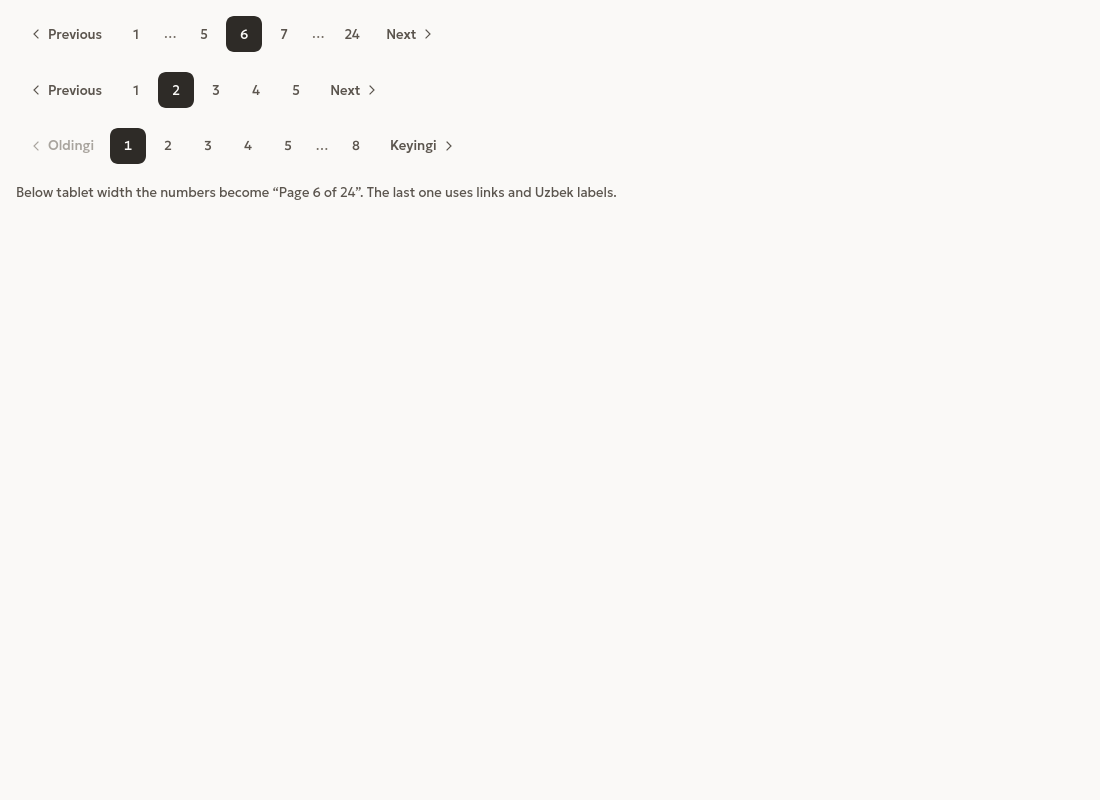 Previous 1 … 5 6 7 … 24 Next
Previous 1 2 3 4 5 Next
Oldingi 1 2 3 4 5 … 8 Keyingi
Below tablet width the numbers become “Page 6 of 24”. The last one uses links and Uzbek labels.